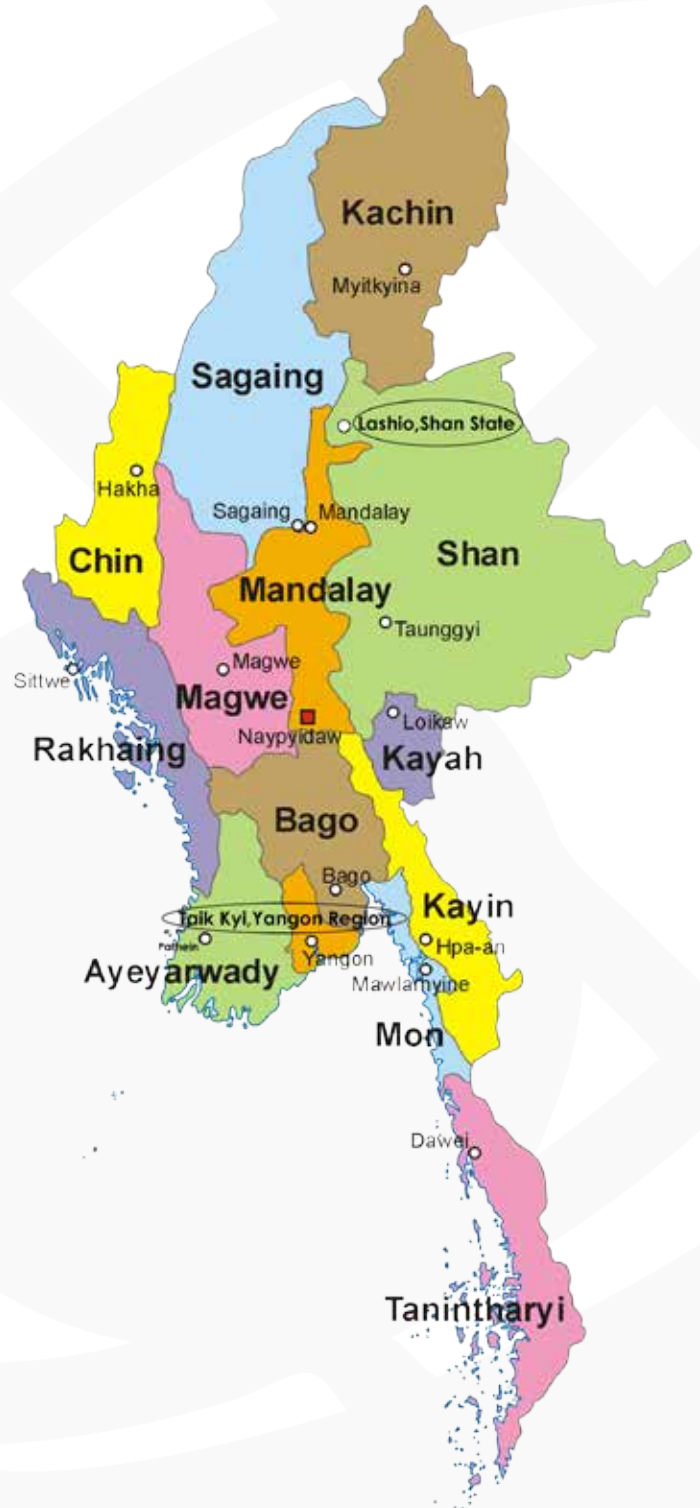 Kachin
Myitkyina
Sagaing
Lashio,Shan State
Hakha
Sagaing
Mandalay
Chin
Shan
Mandalay
Taunggyi
Sittwe
Magwe
Magwe
Loikaw
Rakhaing
Naypyidaw
Kayah
Bago
Bago
Kayin
Taik Kyi,Yangon Region
Pathein
Hpa-an
Yangon
Ayeyarwady
Mawlamyine
Mon
Dawei
Tanintharyi